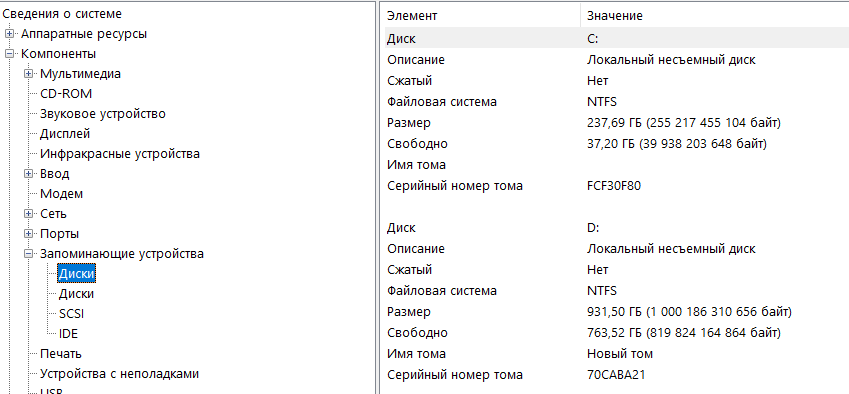 Сведения о системе
Аппаратные ресурсы
Компоненты
Мультимедиа
CD-ROM
Звуковое устройство
Дисплей
Инфракрасные устройства
Ввод
Модем
Сеть
Порты
Запоминающие устройства
Диски
Диски
SCSI
IDE
Печать
Устройства с неполадками
USB
Элемент Значение
Диск C:
Описание Локальный несъемный диск
Сжатый Нет
Файловая система NTFS
Размер 237,69 ГБ (255 217 455 104 байт)
Свободно 37,20 ГБ (39 938 203 648 байт)
Имя тома
Серийный номер тома FCF30F80
Диск D:
Описание Локальный несъемный диск
Сжатый Нет
Файловая система NTFS
Размер 931,50 ГБ (1 000 186 310 656 байт)
Свободно 763,52 ГБ (819 824 164 864 байт)
Имя тома Новый том
Серийный номер тома 70CABA21